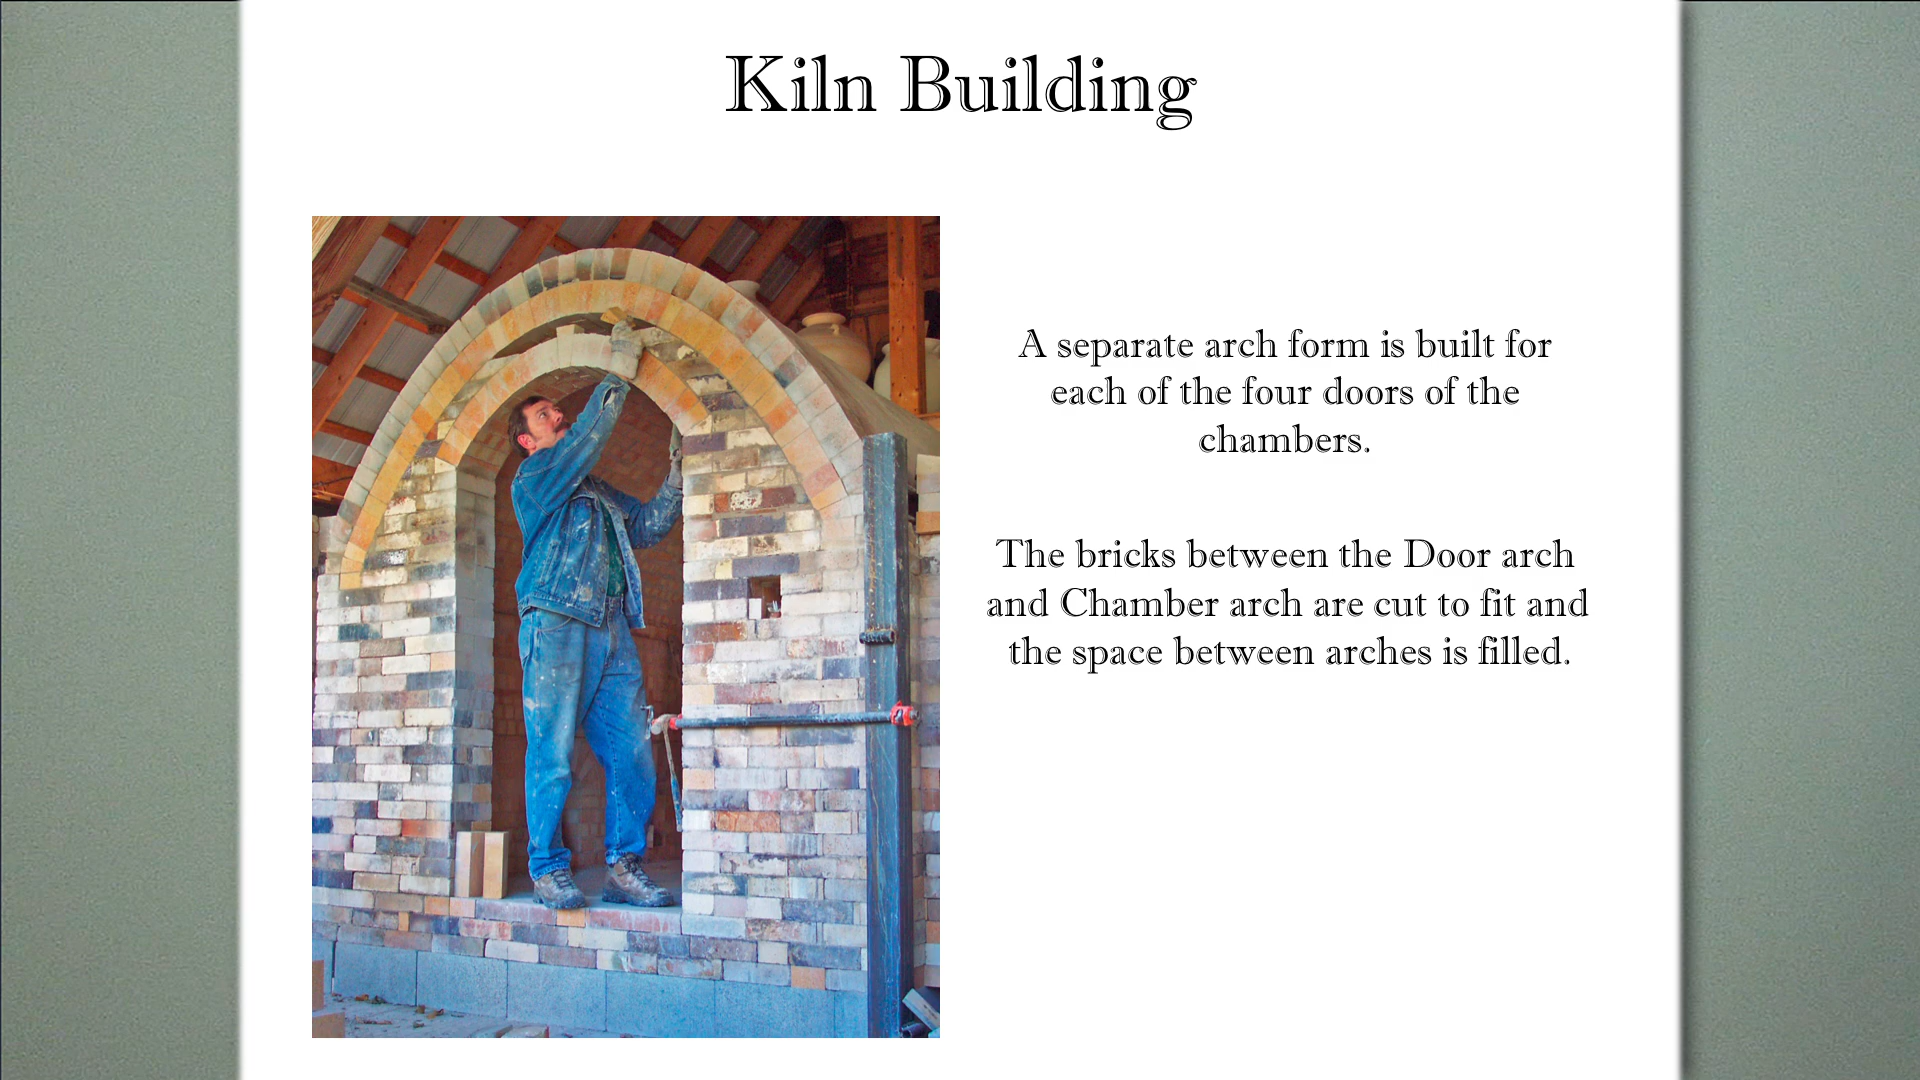 Kiln Building
A separate arch form is built for
each of the four doors of the
chambers.
The bricks between the Door arch
and Chamber arch are cut to fit and
the space between arches is filled.